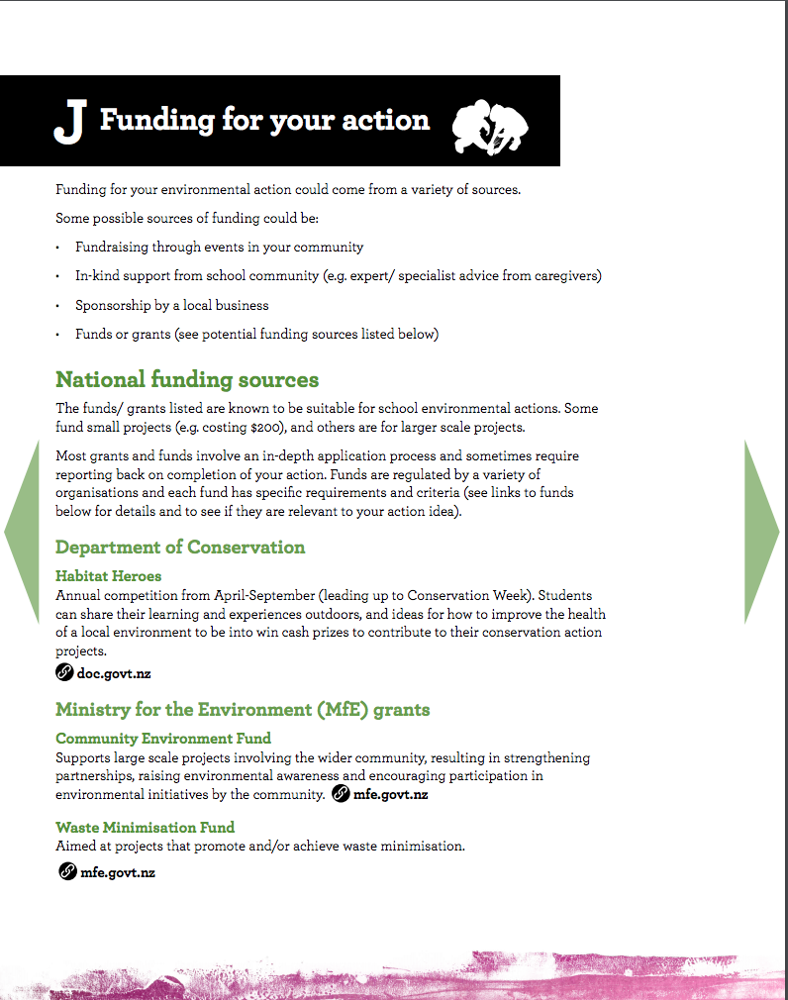 J Funding for your action
Funding for your environmental action could come from a variety of sources.
Some possible sources of funding could be:
• Fundraising through events in your community
• In-kind support from school community (e.g. expert/ specialist advice from caregivers)
• Sponsorship by a local business
• Funds or grants (see potential funding sources listed below)
National funding sources
The funds/ grants listed are known to be suitable for school environmental actions. Some
fund small projects (e.g. costing $200), and others are for larger scale projects.
Most grants and funds involve an in-depth application process and sometimes require
reporting back on completion of your action. Funds are regulated by a variety of
organisations and each fund has specific requirements and criteria (see links to funds
below for details and to see if they are relevant to your action idea).
Department of Conservation
Habitat Heroes
Annual competition from April-September (leading up to Conservation Week). Students
can share their learning and experiences outdoors, and ideas for how to improve the health
of a local environment to be into win cash prizes to contribute to their conservation action
projects.
doc.govt.nz
Ministry for the Environment (MfE) grants
Community Environment Fund
Supports large scale projects involving the wider community, resulting in strengthening
partnerships, raising environmental awareness and encouraging participation in
environmental initiatives by the community. mfe.govt.nz
Waste Minimisation Fund
Aimed at projects that promote and/or achieve waste minimisation.
mfe.govt.nz